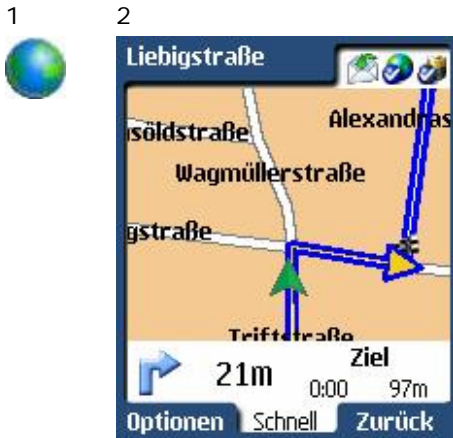 1 2
Liebigstraße
Alexandras
söldstraße
Wagmüllerstraße
gstraße
Triftstraße
21m
Ziel
0:00 97m
Optionen Schnell Zurück